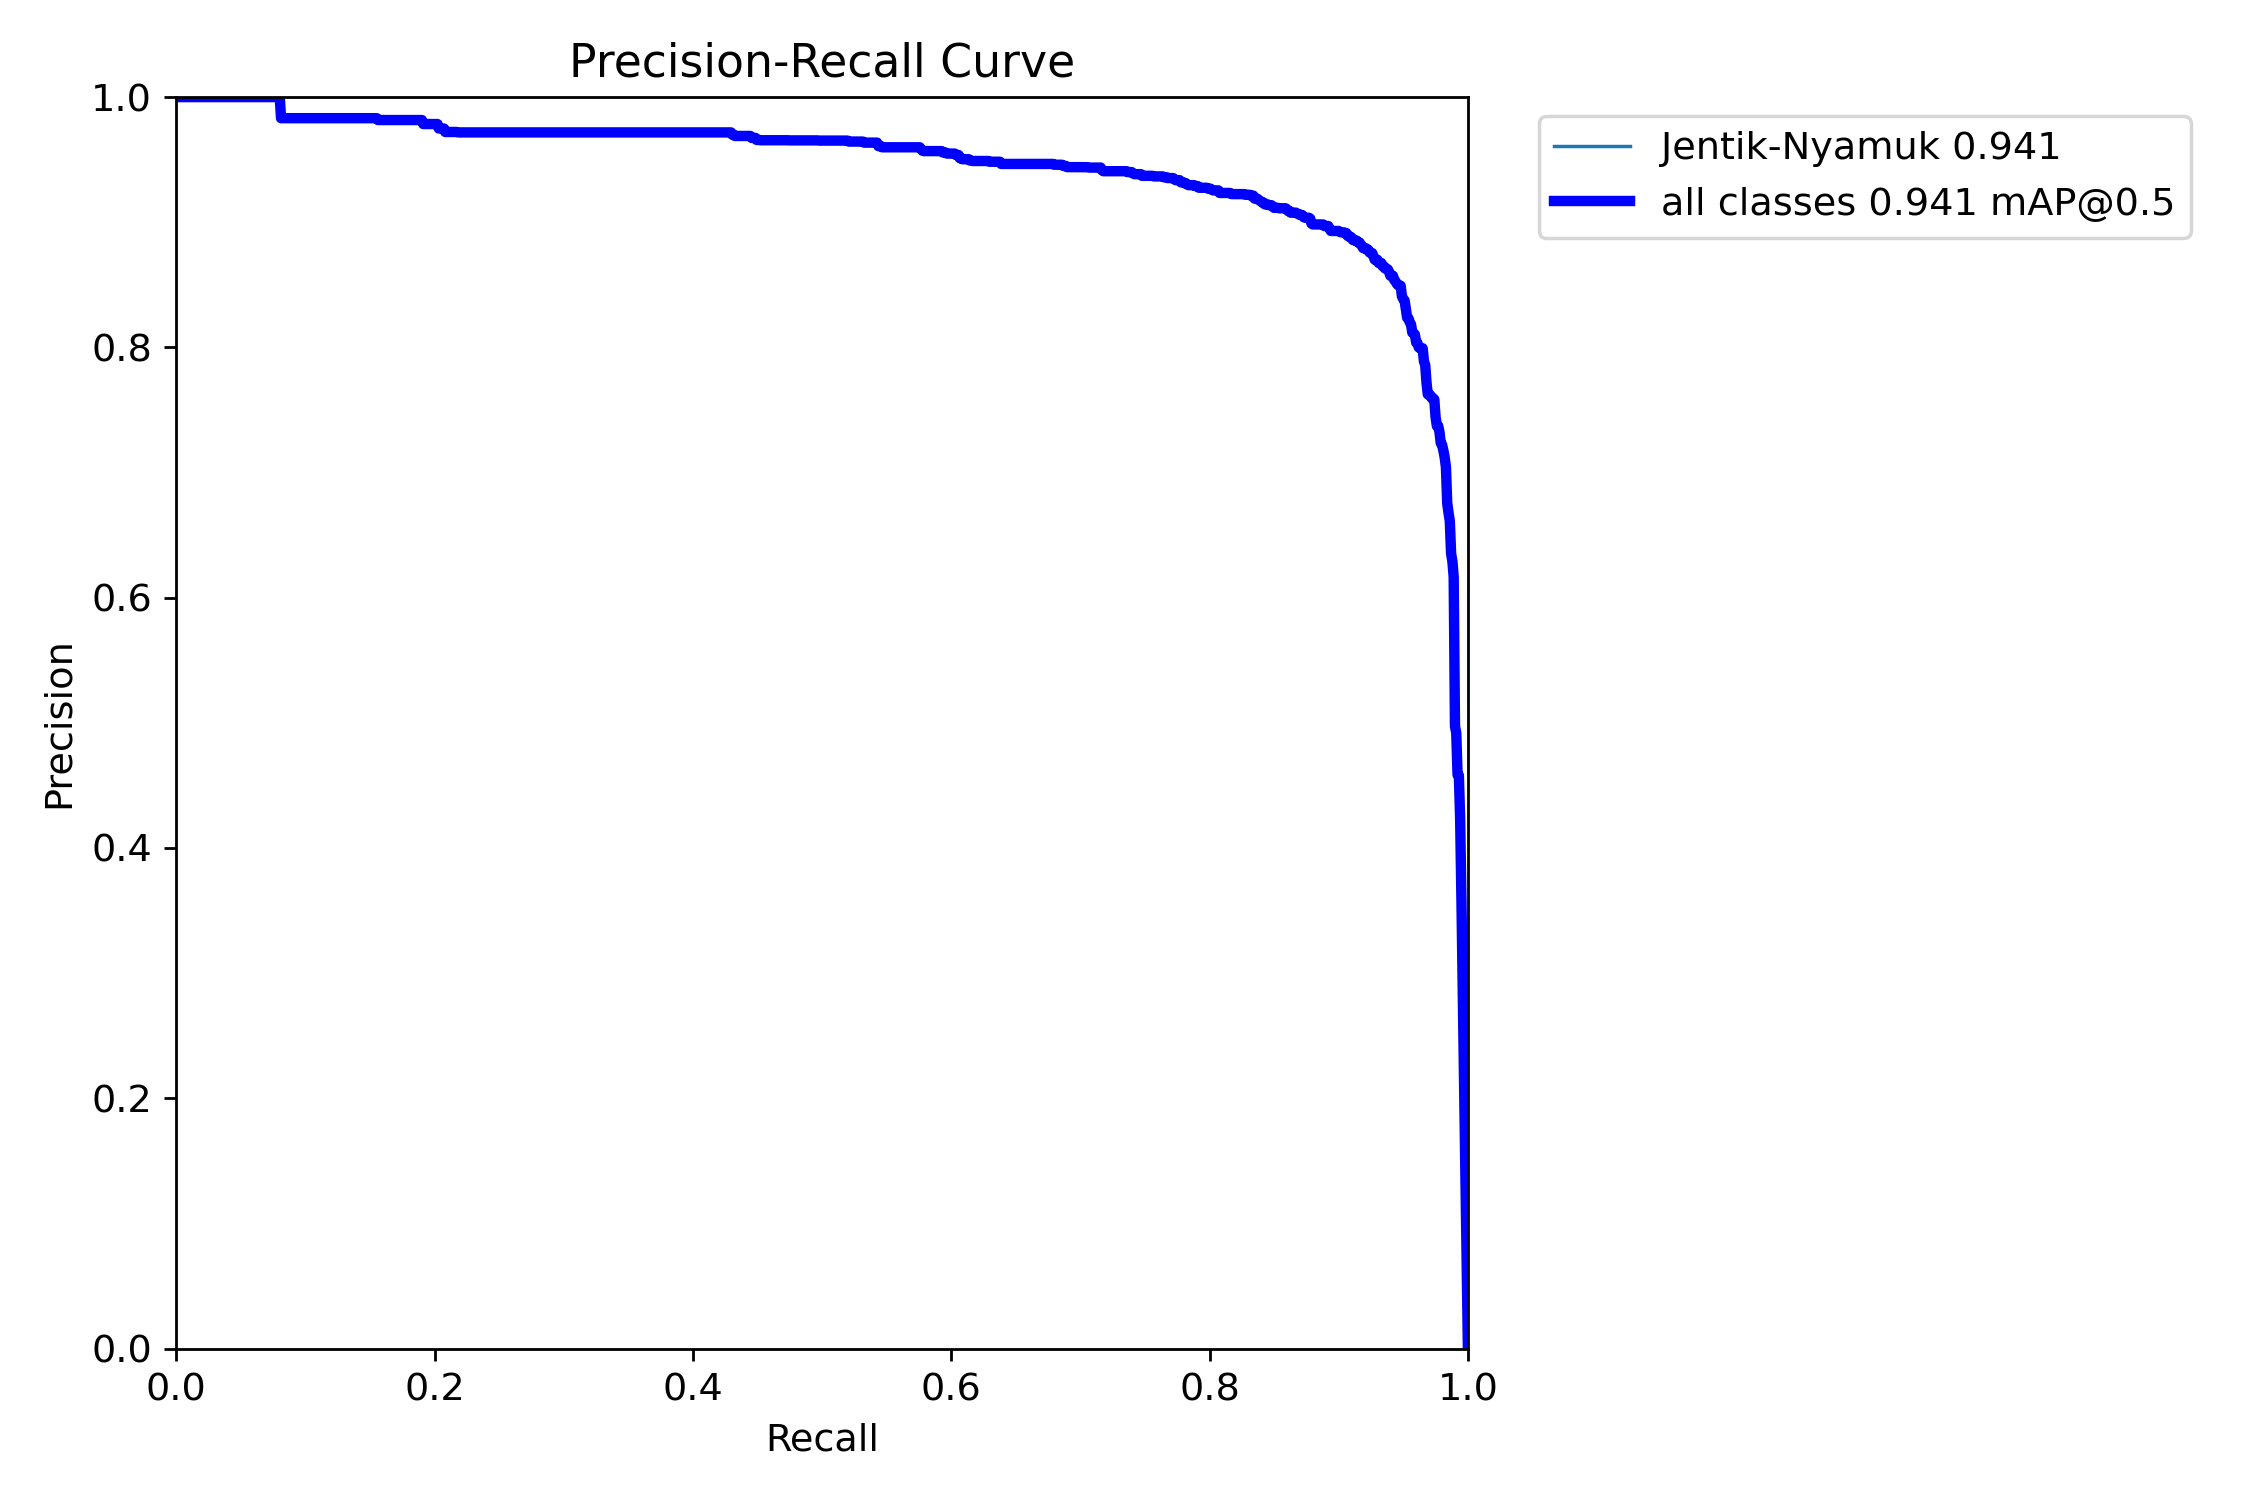 Precision-Recall Curve
1.0
0.8
0.6
0.4
0.2
0.0
Precision
0.0 0.2 0.4 0.6 0.8 1.0
Recall
Jentik-Nyamuk 0.941
all classes 0.941 mAP@0.5